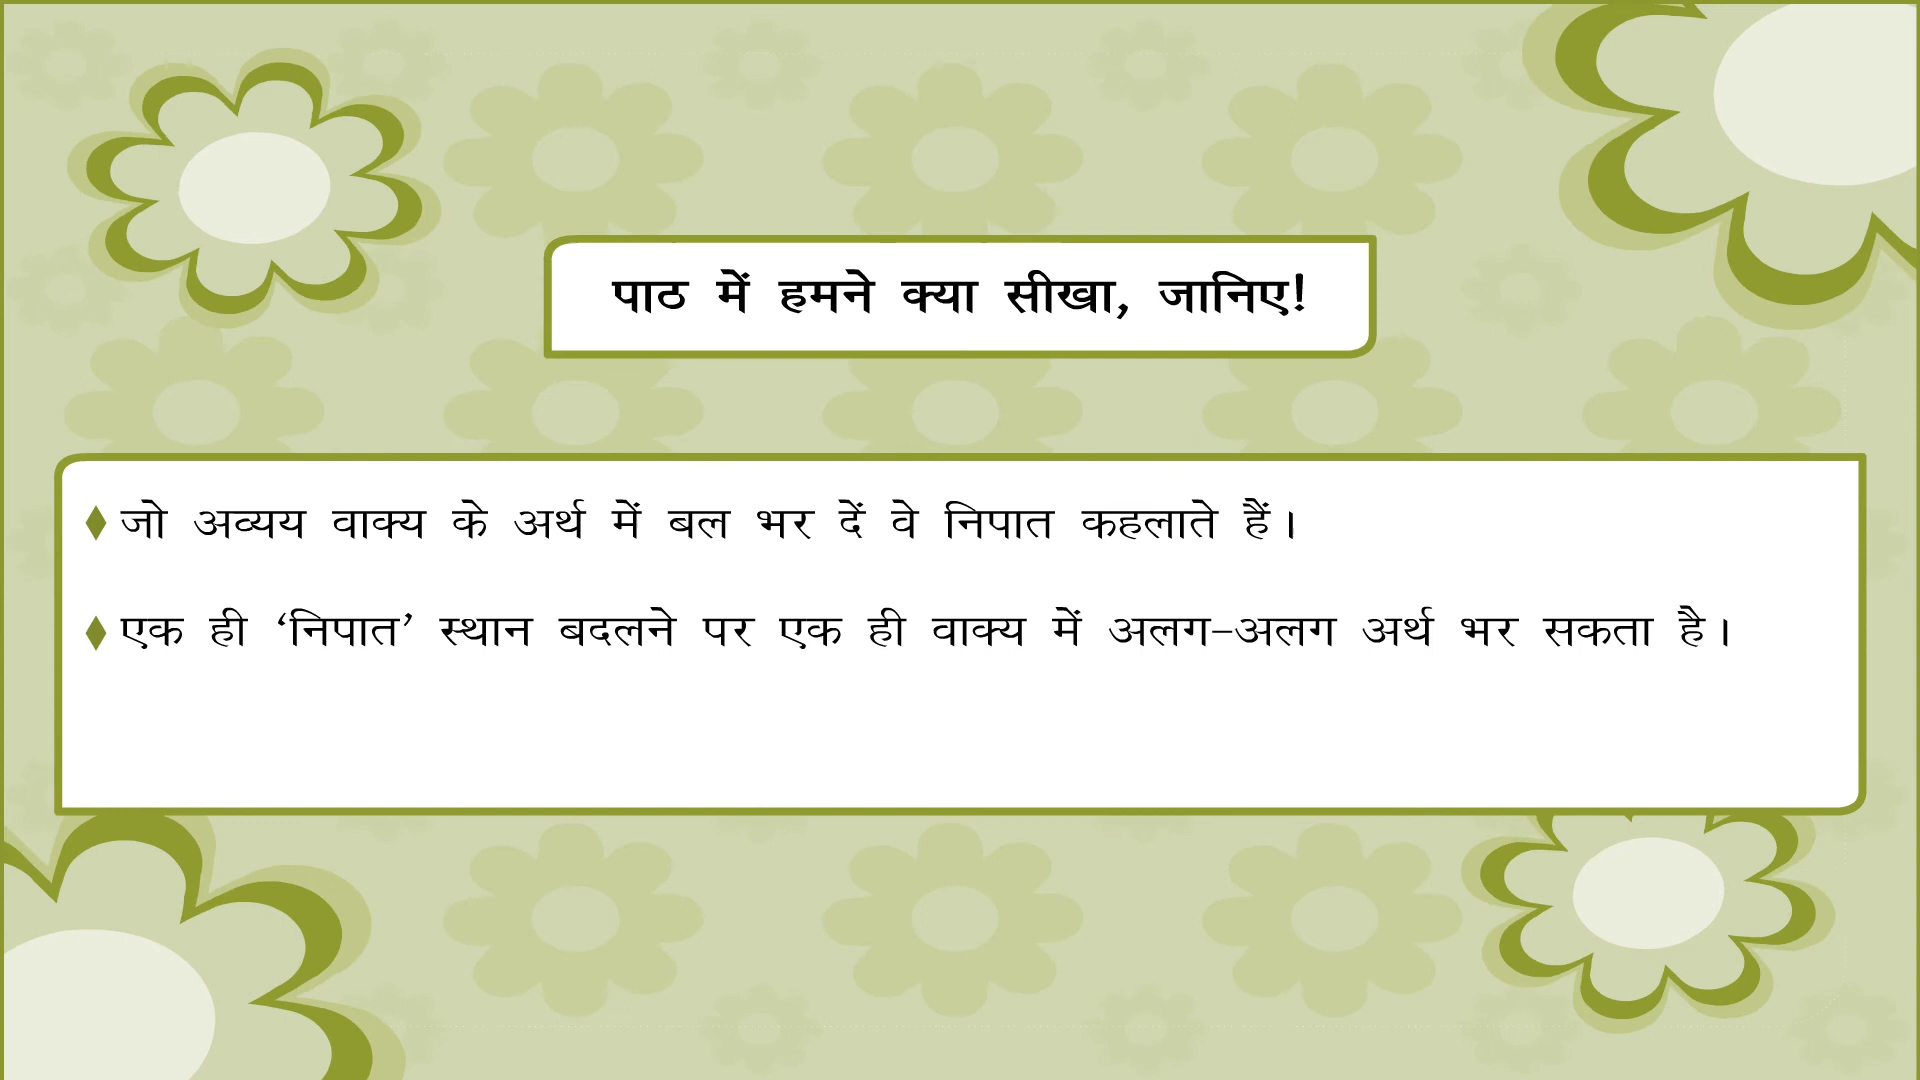 पाठ में हमने क्या सीखा, जानिए!
♦ जो अव्यय वाक्य के अर्थ में बल भर दें वे निपात कहलाते हैं।
♦ एक ही ‘निपात’ स्थान बदलने पर एक ही वाक्य में अलग–अलग अर्थ भर सकता है।